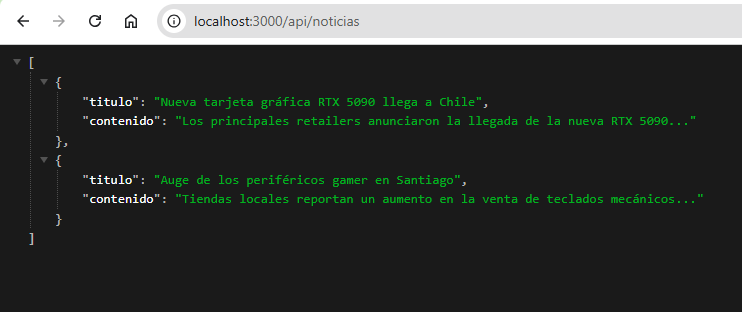 localhost:3000/api/noticias
[
{
"titulo": "Nueva tarjeta gráfica RTX 5090 llega a Chile",
"contenido": "Los principales retailers anunciaron la llegada de la nueva RTX 5090..."
},
{
"titulo": "Auge de los periféricos gamer en Santiago",
"contenido": "Tiendas locales reportan un aumento en la venta de teclados mecánicos..."
}
]